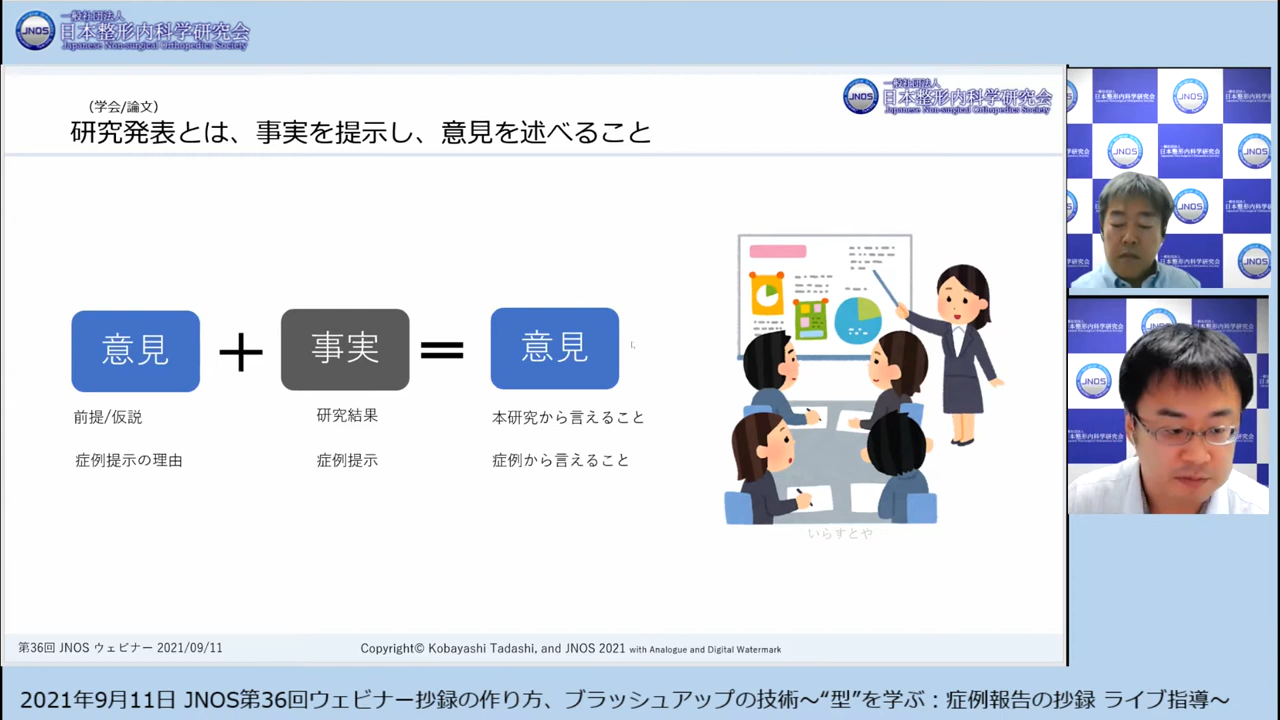 JNOS
一般社団法人
日本整形内科学研究会
Japanese Non-surgical Orthopedics Society
JNOS
一般社団法人
日本整形内科学研究会
Japanese Non-surgical Orthopedics Society
（学会/論文）
研究発表とは、事実を提示し、意見を述べること
意見 + 事実 = 意見
前提/仮説 研究結果 本研究から言えること
症例提示の理由 症例提示 症例から言えること
いらすとや
第36回 JNOS ウェビナー 2021/09/11
Copyright© Kobayashi Tadashi, and JNOS 2021 with Analogue and Digital Watermark
2021年9月11日 JNOS第36回ウェビナー抄録の作り方、ブラッシュアップの技術～“型”を学ぶ：症例報告の抄録 ライブ指導～